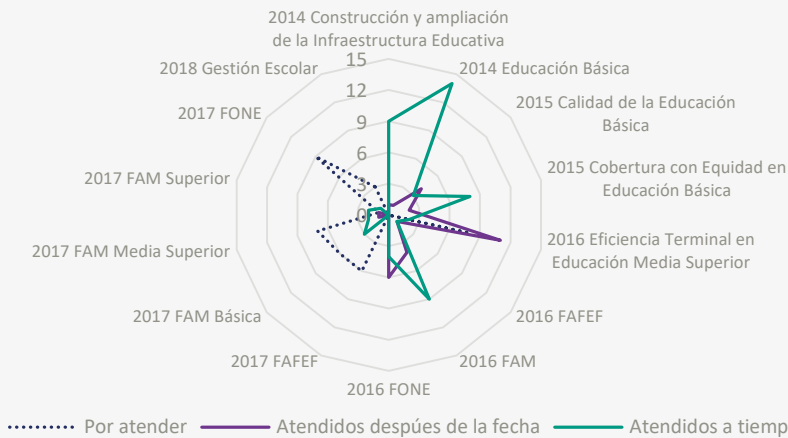 2014 Construcción y ampliación
de la Infraestructura Educativa
2018 Gestión Escolar
2014 Educación Básica
2017 FONE
2015 Calidad de la Educación
Básica
2017 FAM Superior
2015 Cobertura con Equidad en
Educación Básica
2017 FAM Media Superior
2016 Eficiencia Terminal en
Educación Media Superior
2017 FAM Básica
2016 FAFEF
2017 FAFEF
2016 FAM
2016 FONE
15
12
9
6
3
0
Por atender
Atendidos despúes de la fecha
Atendidos a tiemp